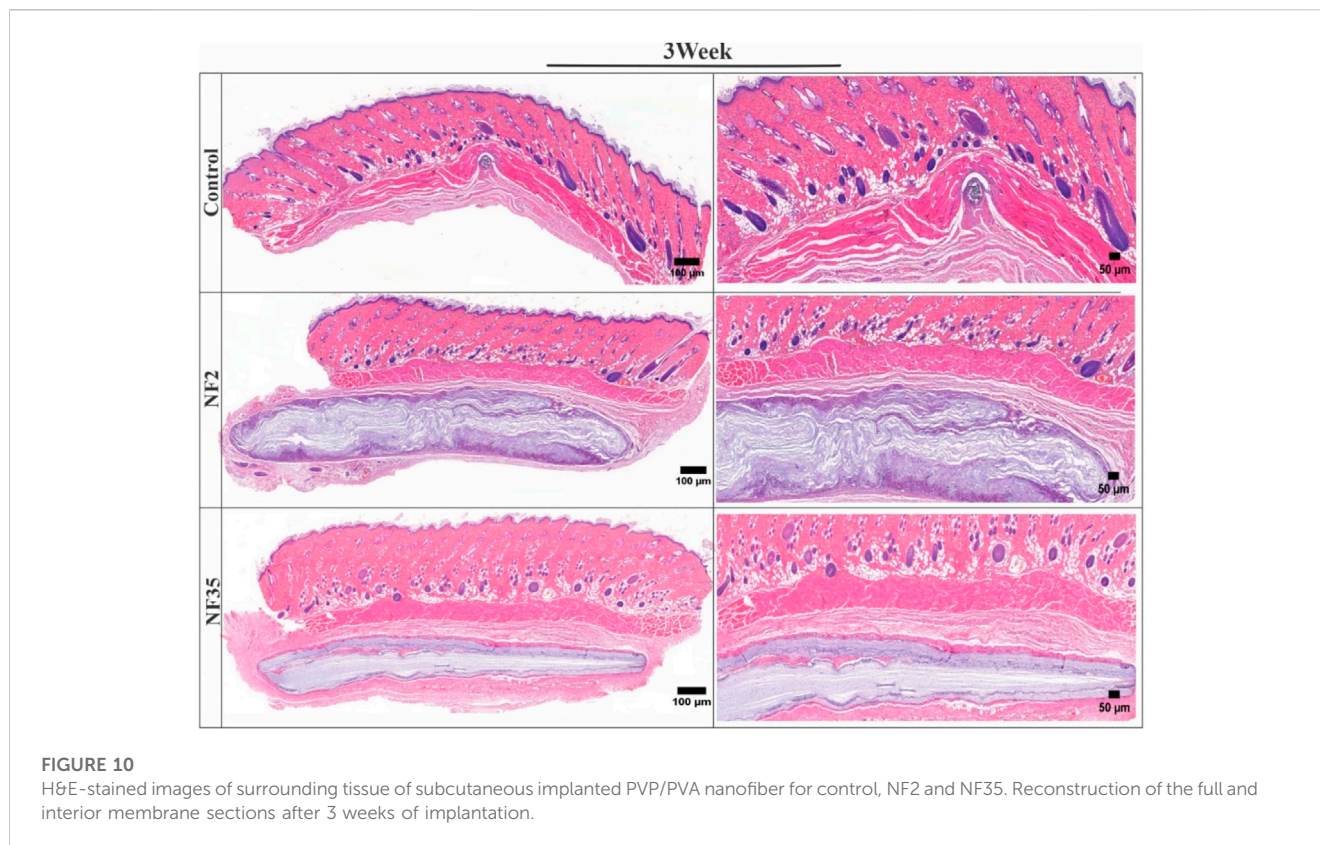 3Week
Control
100 μm
50 μm
NF2
100 μm
50 μm
NF35
100 μm
50 μm
FIGURE 10
H&E-stained images of surrounding tissue of subcutaneous implanted PVP/PVA nanofiber for control, NF2 and NF35. Reconstruction of the full and
interior membrane sections after 3 weeks of implantation.